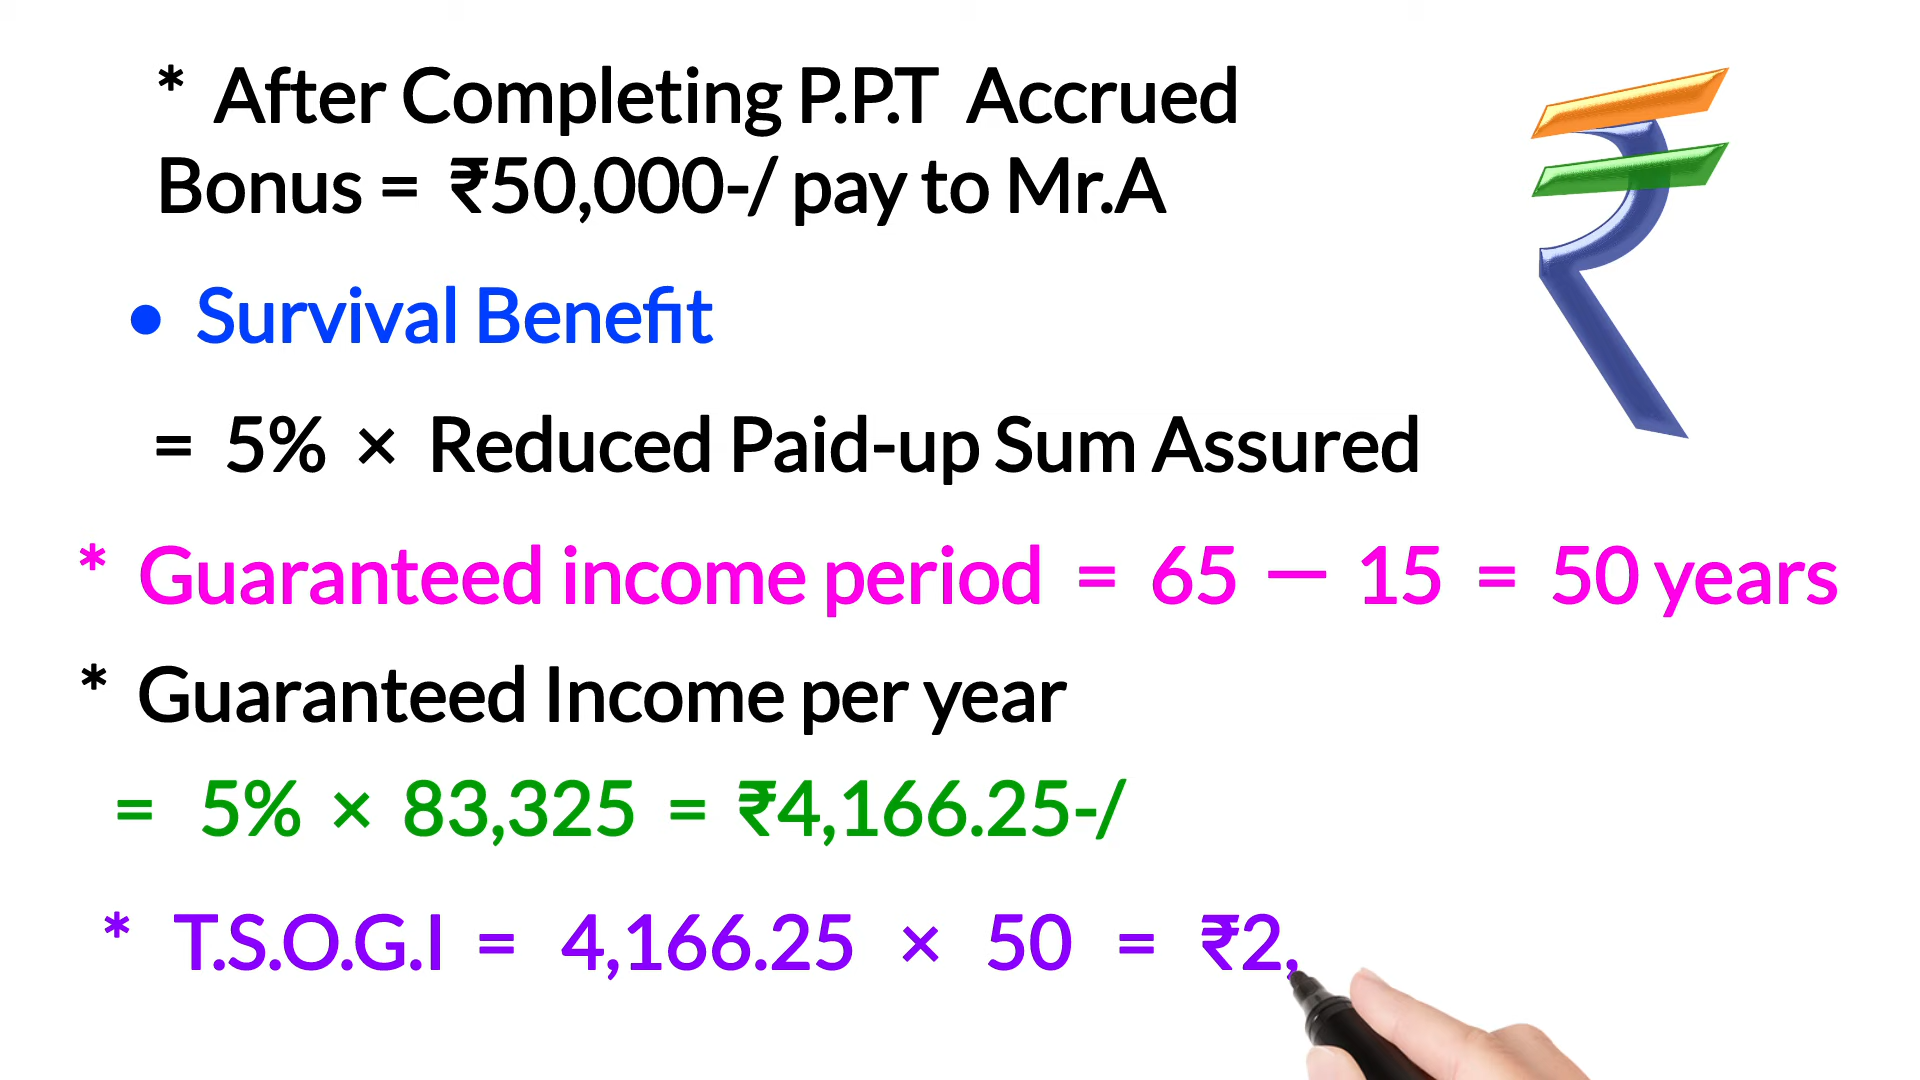 * After Completing P.P.T Accrued
Bonus = ₹50,000-/ pay to Mr.A
• Survival Benefit
= 5% × Reduced Paid-up Sum Assured
* Guaranteed income period = 65 — 15 = 50 years
* Guaranteed Income per year
= 5% × 83,325 = ₹4,166.25-/
* T.S.O.G.I = 4,166.25 × 50 = ₹2,